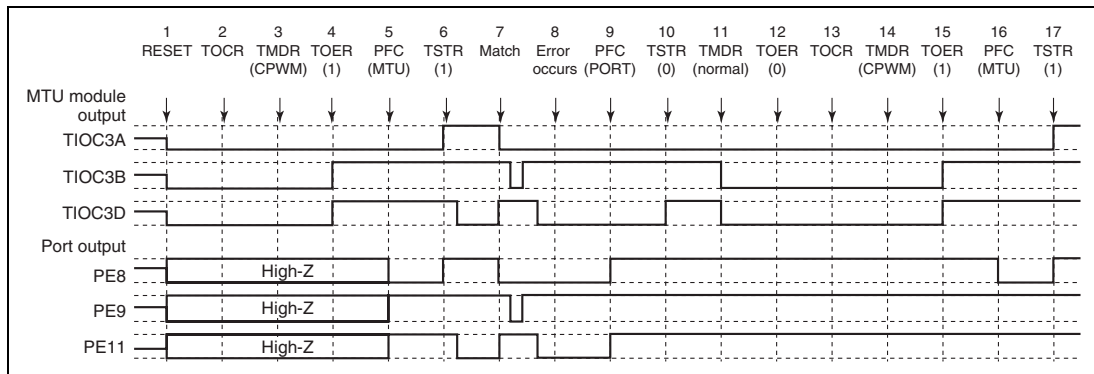 1 2 3 4 5 6 7 8 9 10 11 12 13 14 15 16 17
RESET TOCR TMDR TOER PFC TSTR Match Error PFC TSTR TMDR TOER TOCR TMDR TOER PFC TSTR
(CPWM) (1) (MTU) (1) occurs (PORT) (0) (normal) (0) (CPWM) (1) (MTU) (1)
MTU module
output
TIOC3A
TIOC3B
TIOC3D
Port output
PE8 High-Z
PE9 High-Z
PE11 High-Z